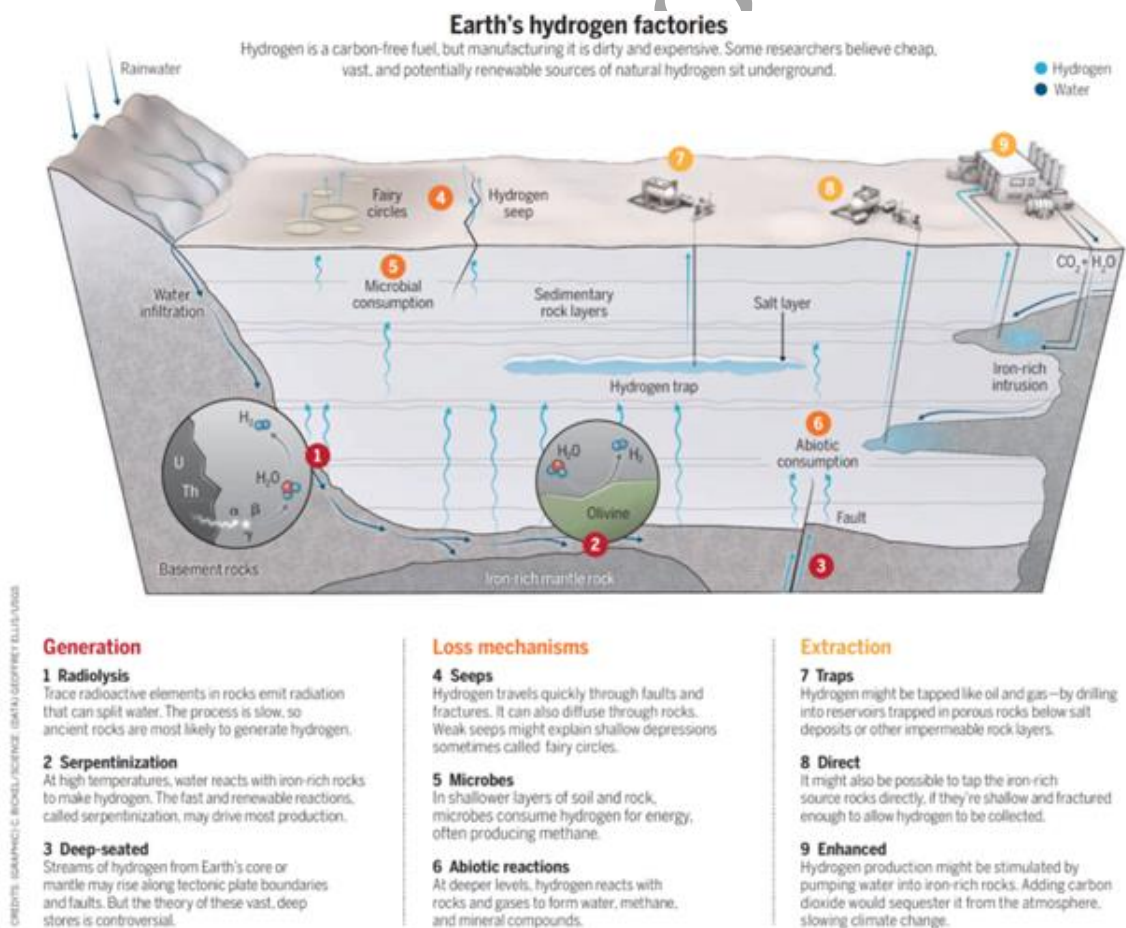 Earth's hydrogen factories
Hydrogen is a carbon-free fuel, but manufacturing it is dirty and expensive. Some researchers believe cheap,
vast, and potentially renewable sources of natural hydrogen sit underground.
Hydrogen
Water
Rainwater
9
7
8
Fairy
circles
4
Hydrogen
seep
5
Microbial
consumption
CO₂ + H₂O
Water
infiltration
Sedimentary
rock layers
Salt layer
Hydrogen trap
Iron-rich
intrusion
H₂
H₂O
U
Th
α β
γ
1
H₂O
H₂
Olivine
2
6
Abiotic
consumption
Fault
3
Basement rocks
Iron-rich mantle rock
Generation
1 Radiolysis
Trace radioactive elements in rocks emit radiation
that can split water. The process is slow, so
ancient rocks are most likely to generate hydrogen.
2 Serpentinization
At high temperatures, water reacts with iron-rich rocks
to make hydrogen. The fast and renewable reactions,
called serpentinization, may drive most production.
3 Deep-seated
Streams of hydrogen from Earth's core or
mantle may rise along tectonic plate boundaries
and faults. But the theory of these vast, deep
stores is controversial.
Loss mechanisms
4 Seeps
Hydrogen travels quickly through faults and
fractures. It can also diffuse through rocks.
Weak seeps might explain shallow depressions
sometimes called fairy circles.
5 Microbes
In shallower layers of soil and rock,
microbes consume hydrogen for energy,
often producing methane.
6 Abiotic reactions
At deeper levels, hydrogen reacts with
rocks and gases to form water, methane,
and mineral compounds.
Extraction
7 Traps
Hydrogen might be tapped like oil and gas—by drilling
into reservoirs trapped in porous rocks below salt
deposits or other impermeable rock layers.
8 Direct
It might also be possible to tap the iron-rich
source rocks directly, if they're shallow and fractured
enough to allow hydrogen to be collected.
9 Enhanced
Hydrogen production might be stimulated by
pumping water into iron-rich rocks. Adding carbon
dioxide would sequester it from the atmosphere,
slowing climate change.
CREDITS: (GRAPHIC) C. BICKEL/SCIENCE; (DATA) GEOFFREY ELLIS/USGS